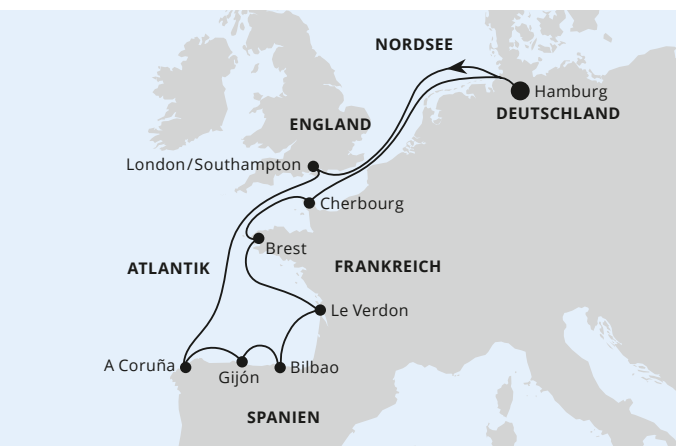 NORDSEE
Hamburg
DEUTSCHLAND
ENGLAND
London/Southampton
Cherbourg
Brest
ATLANTIK
FRANKREICH
Le Verdon
A Coruña
Gijón
Bilbao
SPANIEN